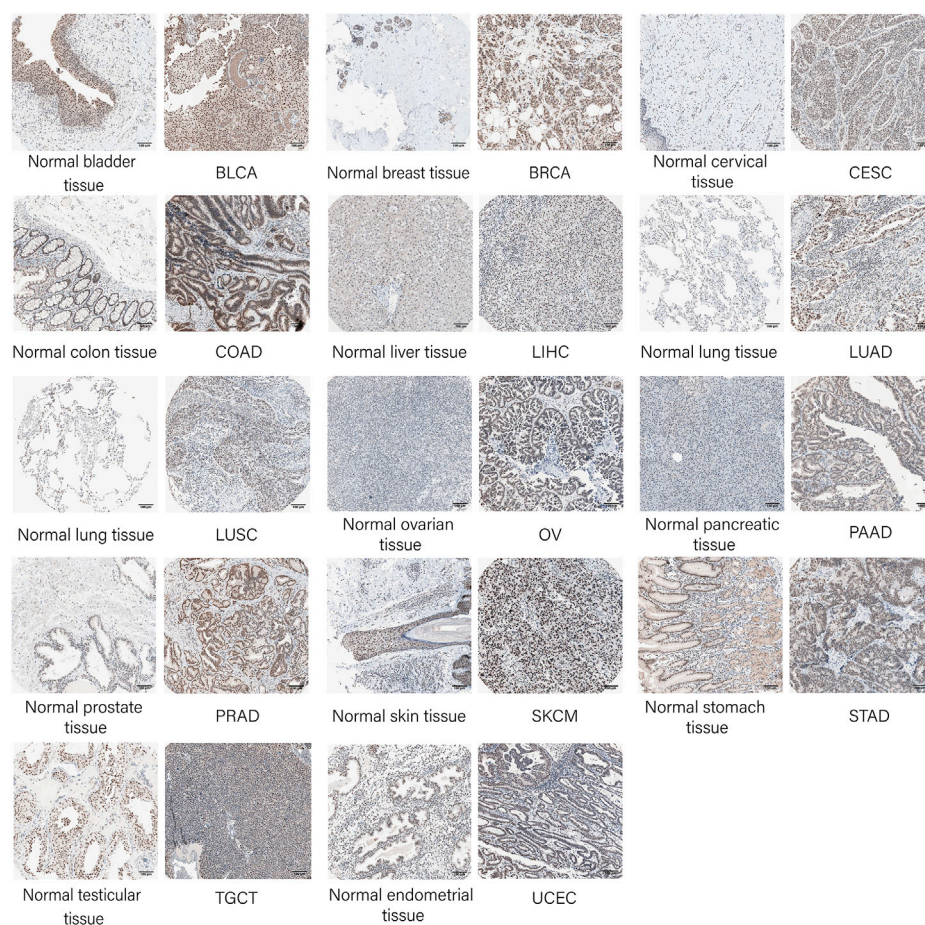 Normal bladder
tissue
BLCA
Normal breast tissue
BRCA
Normal cervical
tissue
CESC
Normal colon tissue
COAD
Normal liver tissue
LIHC
Normal lung tissue
LUAD
Normal lung tissue
LUSC
Normal ovarian
tissue
OV
Normal pancreatic
tissue
PAAD
Normal prostate
tissue
PRAD
Normal skin tissue
SKCM
Normal stomach
tissue
STAD
Normal testicular
tissue
TGCT
Normal endometrial
tissue
UCEC